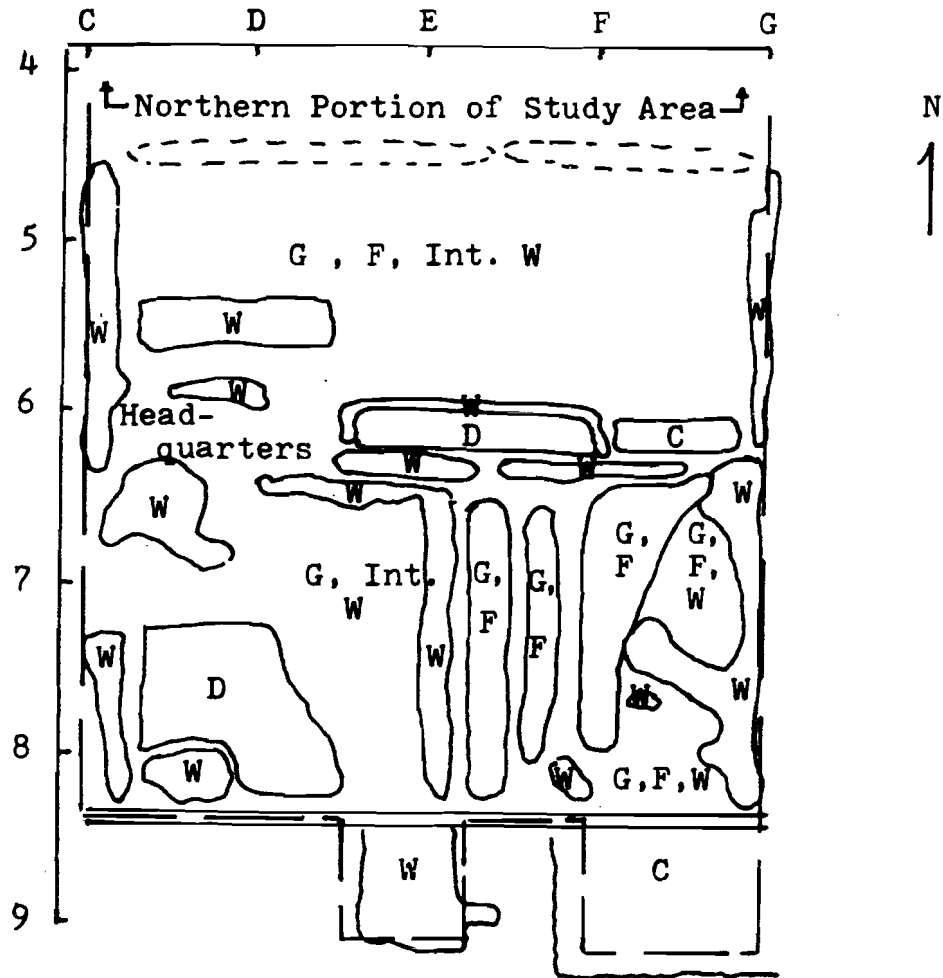 C D E F G
4
Northern Portion of Study Area
N
5
G , F, Int. W
W
W
W
6
W
W
Head-
quarters
D
C
W
W
W
W
W
G,
F
G,
F,
W
7
G, Int.
W
G,
F
G,
F
W
W
D
W
W
8
W
W
G,F,W
W
C
9